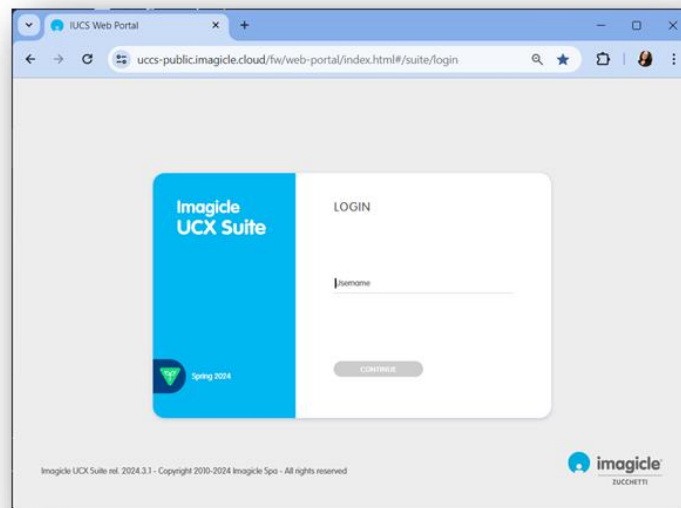 IUCS Web Portal
uccs-public.imagicle.cloud/fw/web-portal/index.html#/suite/login
Imagicle
UCX Suite
LOGIN
Username
CONTINUE
Spring 2024
Imagicle UCX Suite rel. 2024.3.1 - Copyright 2010-2024 Imagicle Spa - All rights reserved
imagicle
ZUCCHETTI